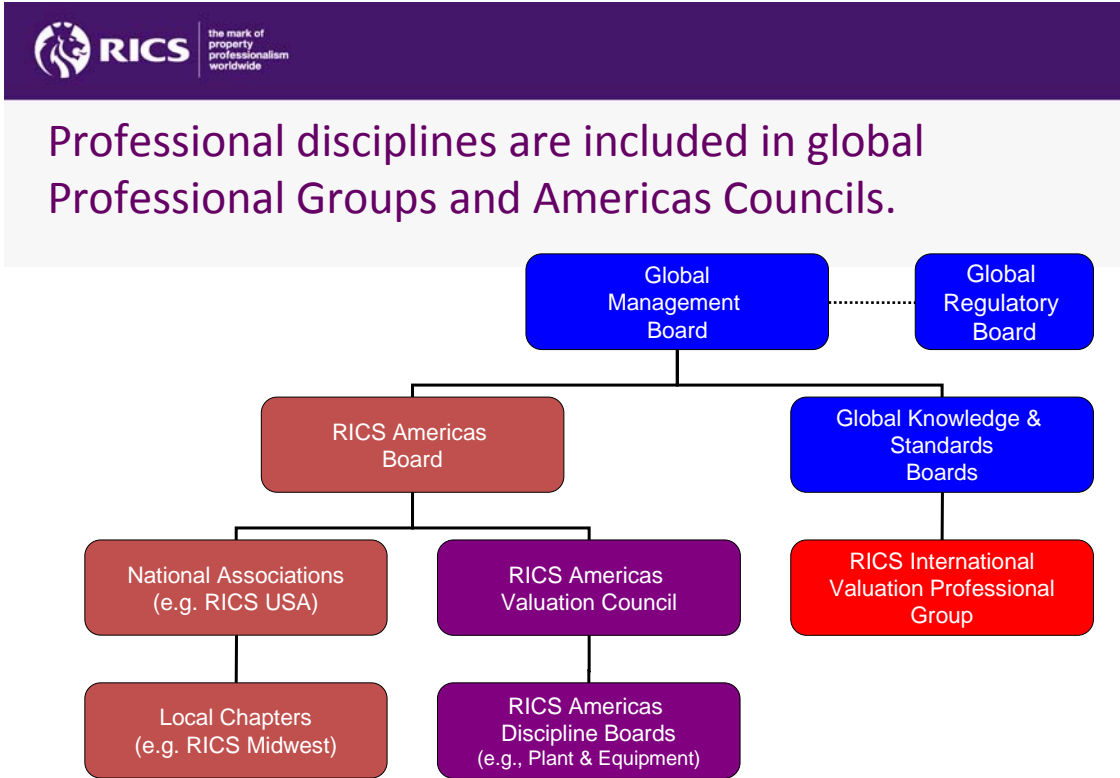 RICS
the mark of
property
professionalism
worldwide
Professional disciplines are included in global
Professional Groups and Americas Councils.
Global
Management
Board
Global
Regulatory
Board
RICS Americas
Board
Global Knowledge &
Standards
Boards
National Associations
(e.g. RICS USA)
RICS Americas
Valuation Council
RICS International
Valuation Professional
Group
Local Chapters
(e.g. RICS Midwest)
RICS Americas
Discipline Boards
(e.g., Plant & Equipment)